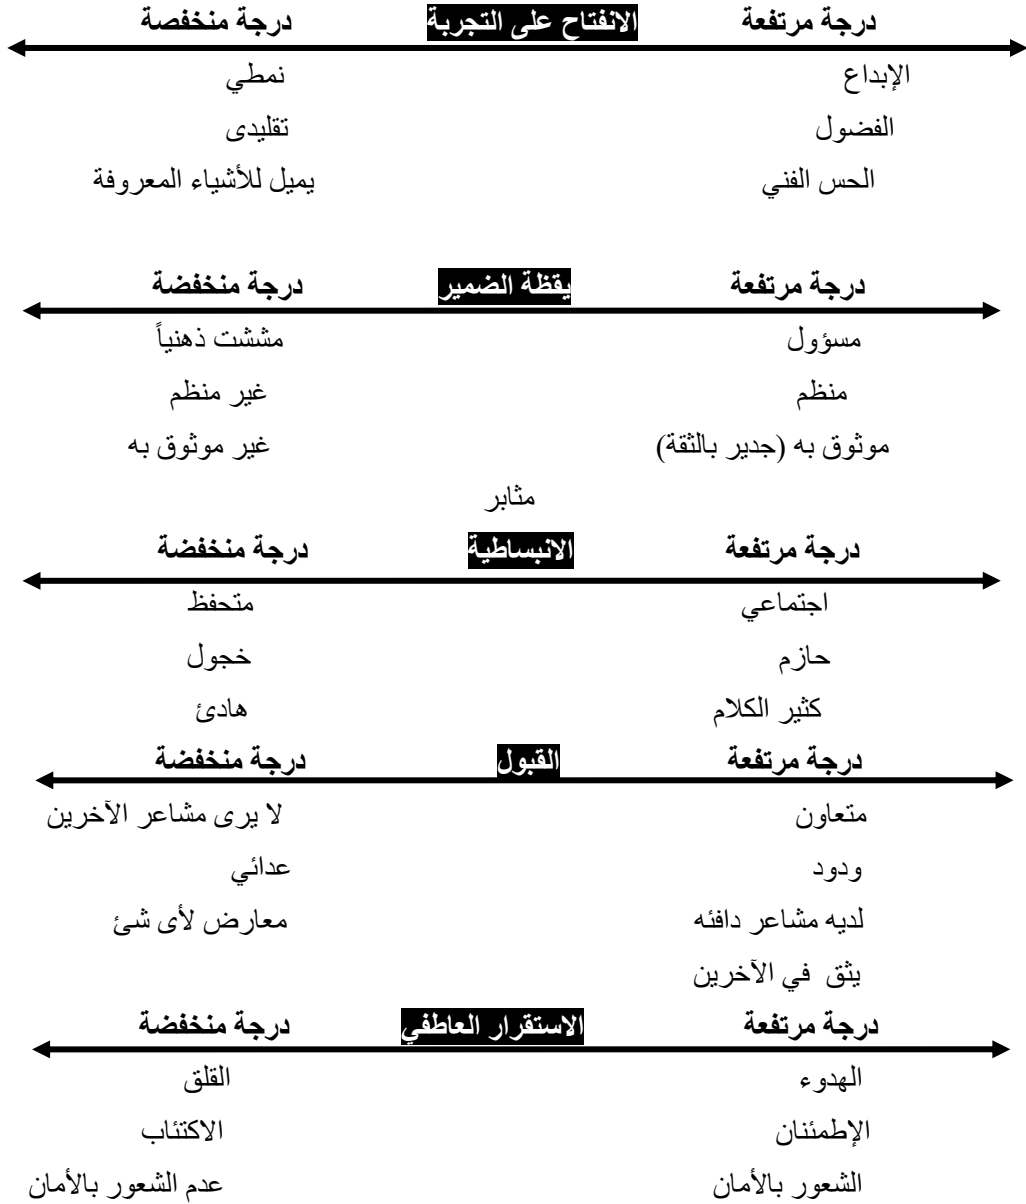 درجة مرتفعة الانفتاح على التجربة درجة منخفصة
الإبداع نمطي
الفضول تقليدى
الحس الفني يميل للأشياء المعروفة
درجة مرتفعة يقظة الضمير درجة منخفضة
مسؤول مششت ذهنياً
منظم غير منظم
موثوق به (جدير بالثقة) غير موثوق به
مثابر
درجة مرتفعة الانبساطية درجة منخفضة
اجتماعي متحفظ
حازم خجول
كثير الكلام هادئ
درجة مرتفعة القبول درجة منخفضة
متعاون لا يرى مشاعر الآخرين
ودود عدائي
لديه مشاعر دافئه معارض لأى شئ
يثق في الآخرين
درجة مرتفعة الاستقرار العاطفي درجة منخفضة
الهدوء القلق
الإطمئنان الاكتئاب
الشعور بالأمان عدم الشعور بالأمان